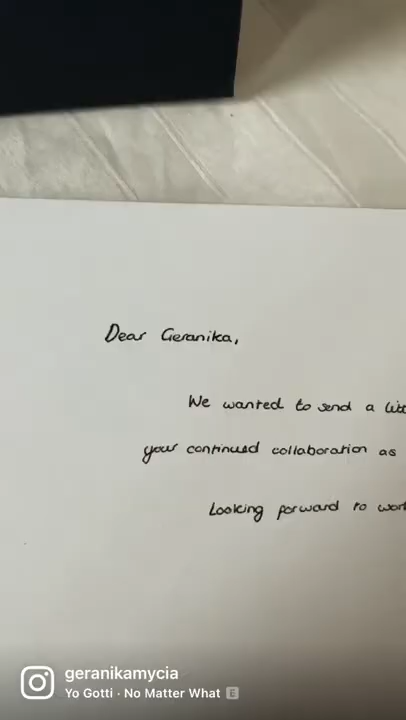 Dear Geranika,
We wanted to send a
your continued collaboration as
Looking forward to
geranikamycia
Yo Gotti · No Matter What E